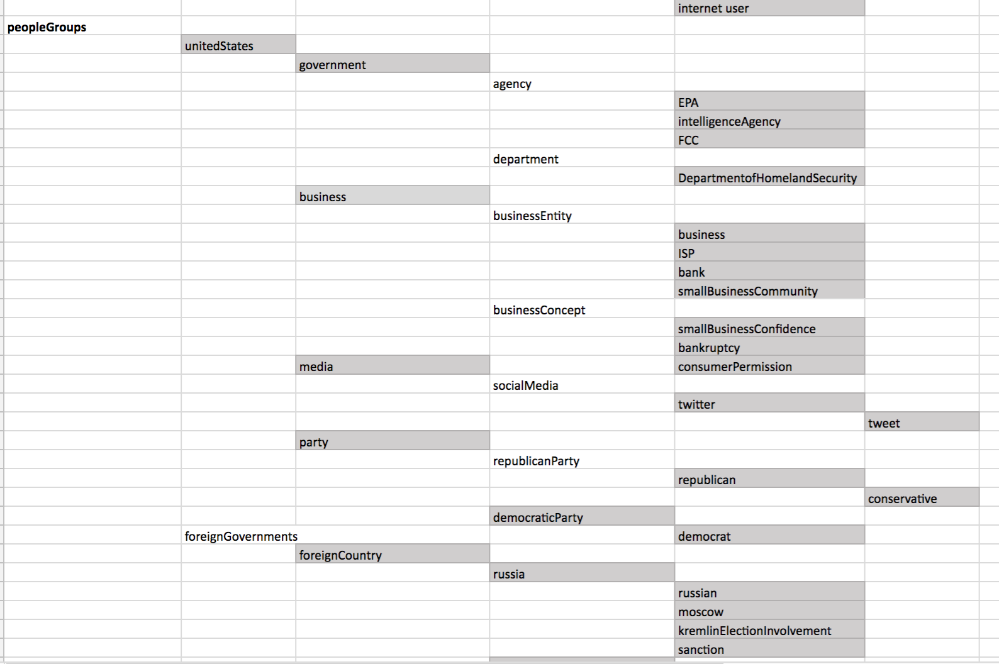 internet user
peopleGroups
unitedStates
government
agency
EPA
intelligenceAgency
FCC
department
DepartmentofHomelandSecurity
business
businessEntity
business
ISP
bank
smallBusinessCommunity
businessConcept
smallBusinessConfidence
bankruptcy
media consumerPermission
socialMedia
twitter
tweet
party
republicanParty
republican
conservative
democraticParty
foreignGovernments democrat
foreignCountry
russia
russian
moscow
kremlinElectionInvolvement
sanction